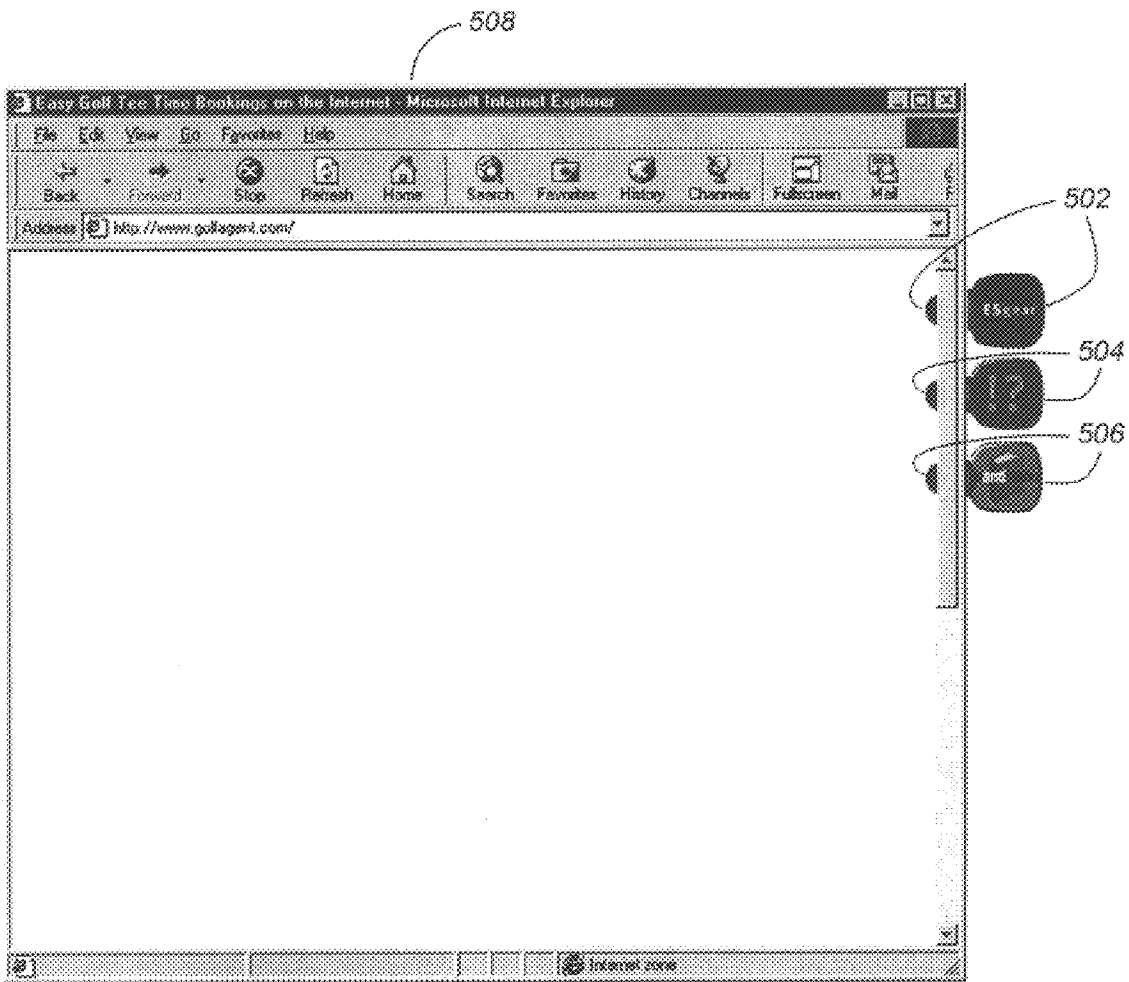 508
Easy Golf Tee Time Bookings on the Internet - Microsoft Internet Explorer
File Edit View Go Favorites Help
Back Forward Stop Refresh Home Search Favorites History Channels Fullscreen Mail
Address http://www.golfagent.com/
502
504
!?
506
Internet zone